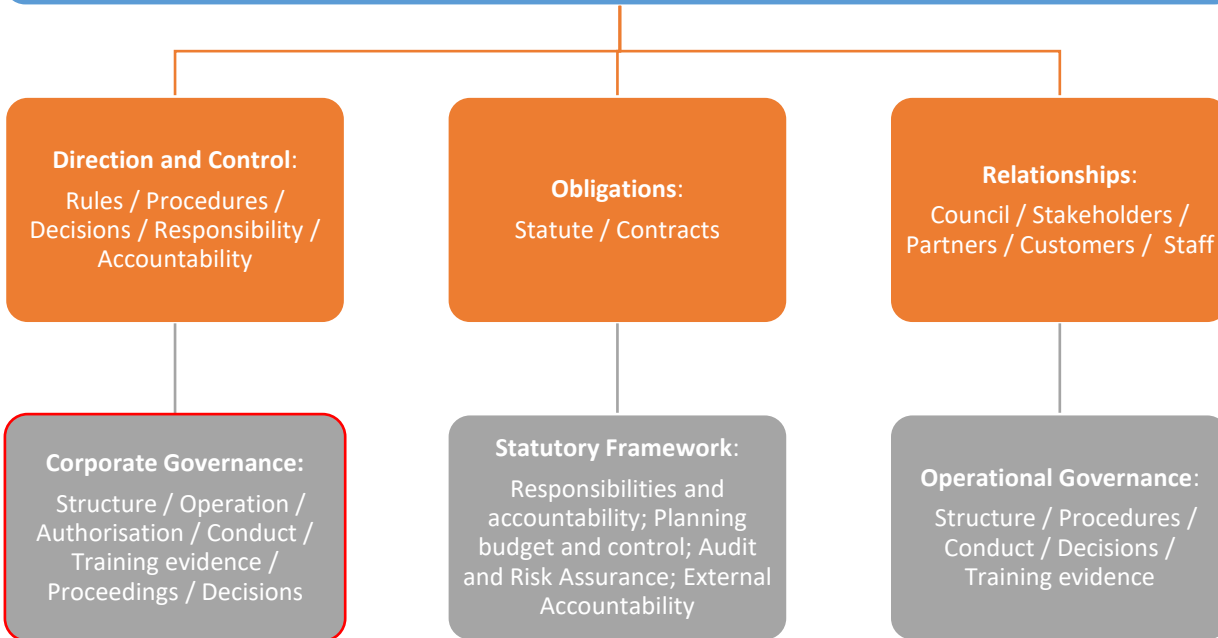 Direction and Control:
Rules / Procedures /
Decisions / Responsibility /
Accountability
Obligations:
Statute / Contracts
Relationships:
Council / Stakeholders /
Partners / Customers /  Staff
Corporate Governance:
Structure / Operation /
Authorisation / Conduct /
Training evidence /
Proceedings / Decisions
Statutory Framework:
Responsibilities and
accountability; Planning
budget and control; Audit
and Risk Assurance; External
Accountability
Operational Governance:
Structure / Procedures /
Conduct / Decisions /
Training evidence